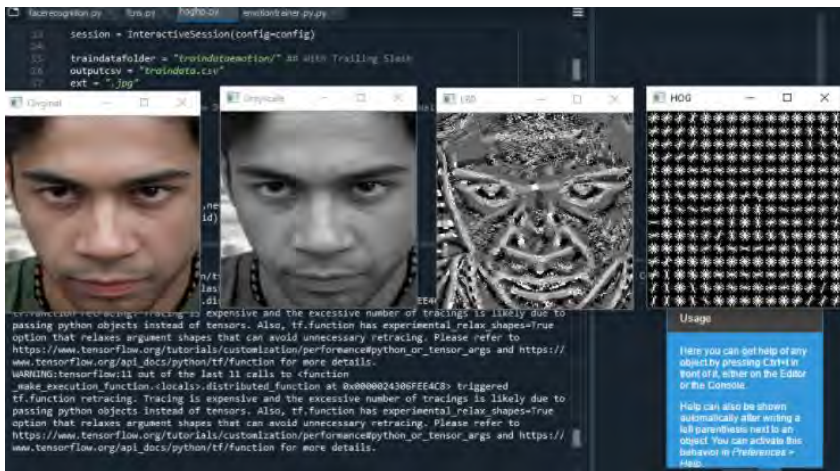 facerecognition.py
hoghp.py
emotiontrainer.py.py
session = InteractiveSession(config=config)
traindatafolder = "traindataemotion/" ## With Trailing Slash
outputcsv = "traindata.csv"
ext = ".jpg"
Original
Grayscale
LBP
HOG
tf.function retracing. Tracing is expensive and the excessive number of tracings is likely due to
passing python objects instead of tensors. Also, tf.function has experimental_relax_shapes=True
option that relaxes argument shapes that can avoid unnecessary retracing. Please refer to
https://www.tensorflow.org/tutorials/customization/performance#python_or_tensor_args and https://
www.tensorflow.org/api_docs/python/tf/function for more details.
WARNING:tensorflow:11 out of the last 11 calls to <function
_make_execution_function.<locals>.distributed_function at 0x0000024306FEE4C8> triggered
tf.function retracing. Tracing is expensive and the excessive number of tracings is likely due to
passing python objects instead of tensors. Also, tf.function has experimental_relax_shapes=True
option that relaxes argument shapes that can avoid unnecessary retracing. Please refer to
https://www.tensorflow.org/tutorials/customization/performance#python_or_tensor_args and https://
www.tensorflow.org/api_docs/python/tf/function for more details.
Usage
Here you can get help of any
object by pressing Ctrl+I in
front of it, either on the Editor
or the Console.
Help can also be shown
automatically after writing a
left parenthesis next to an
object. You can activate this
behavior in Preferences >
Help.